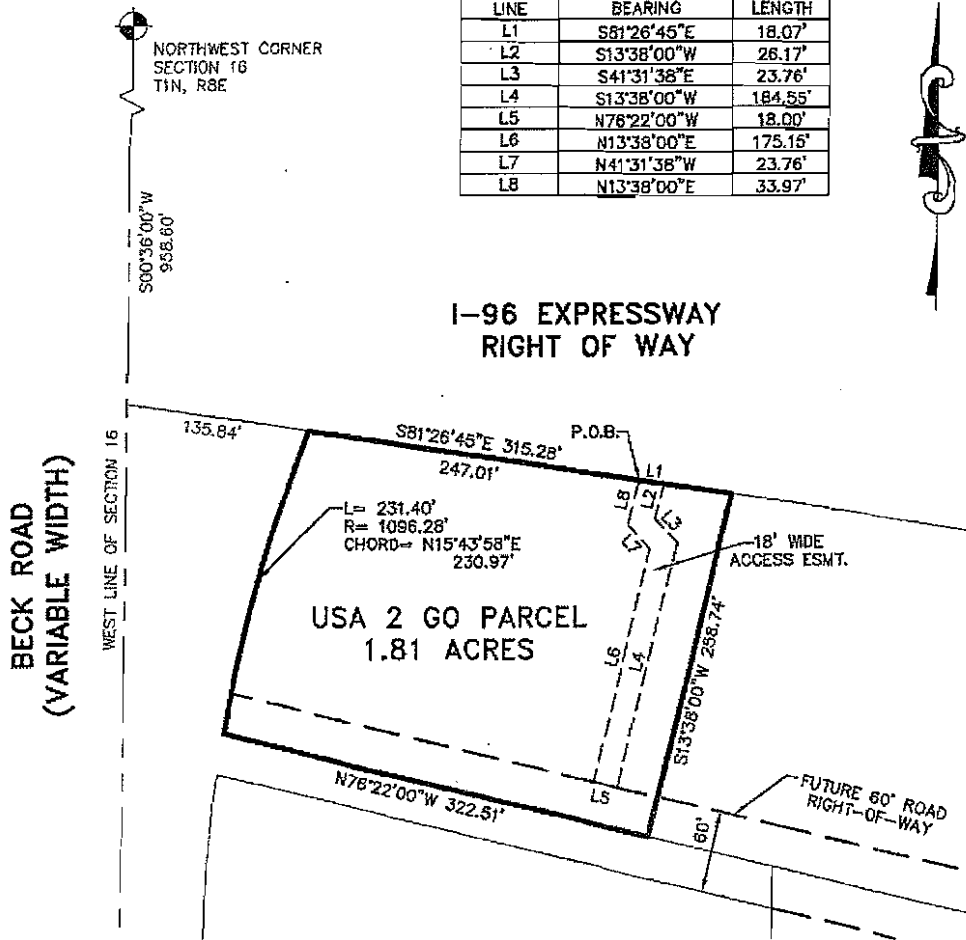 NORTHWEST CORNER
SECTION 16
T1N, R8E
LINE BEARING LENGTH
L1 S81°26'45"E 18.07'
L2 S13°38'00"W 26.17'
L3 S41°31'38"E 23.76'
L4 S13°38'00"W 184.55'
L5 N76°22'00"W 18.00'
L6 N13°38'00"E 175.15'
L7 N41°31'38"W 23.76'
L8 N13°38'00"E 33.97'
S00°36'00"W
958.60'
I-96 EXPRESSWAY
RIGHT OF WAY
BECK ROAD
(VARIABLE WIDTH)
WEST LINE OF SECTION 16
135.84'
S81°26'45"E 315.28'
247.01'
P.O.B.
L1
L8
L2
L3
L7
L= 231.40'
R= 1096.28'
CHORD= N15°43'58"E
230.97'
18' WIDE
ACCESS ESMT.
USA 2 GO PARCEL
1.81 ACRES
L6
L4
S13°38'00"W 258.74'
L5
N76°22'00"W 322.51'
FUTURE 60' ROAD
RIGHT-OF-WAY
60'